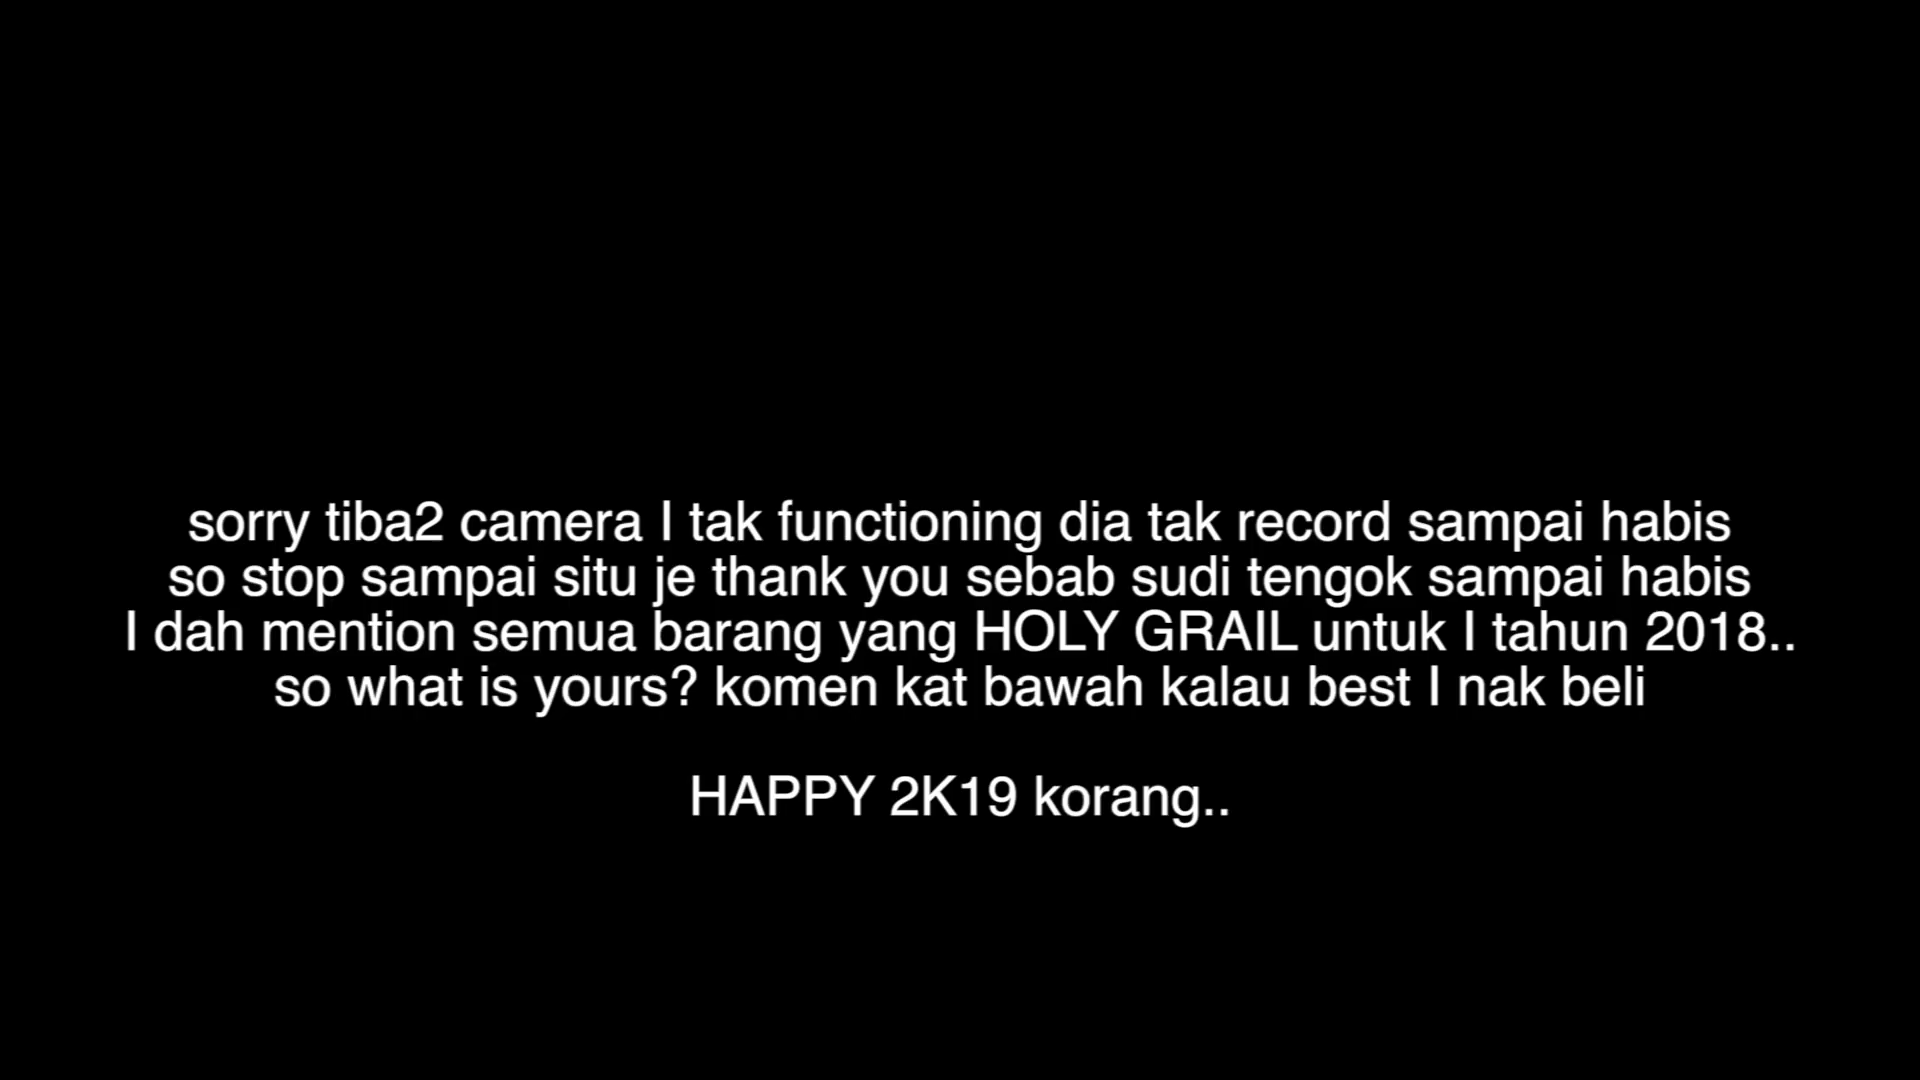 sorry tiba2 camera I tak functioning dia tak record sampai habis
so stop sampai situ je thank you sebab sudi tengok sampai habis
I dah mention semua barang yang HOLY GRAIL untuk I tahun 2018..
so what is yours? komen kat bawah kalau best I nak beli
HAPPY 2K19 korang..